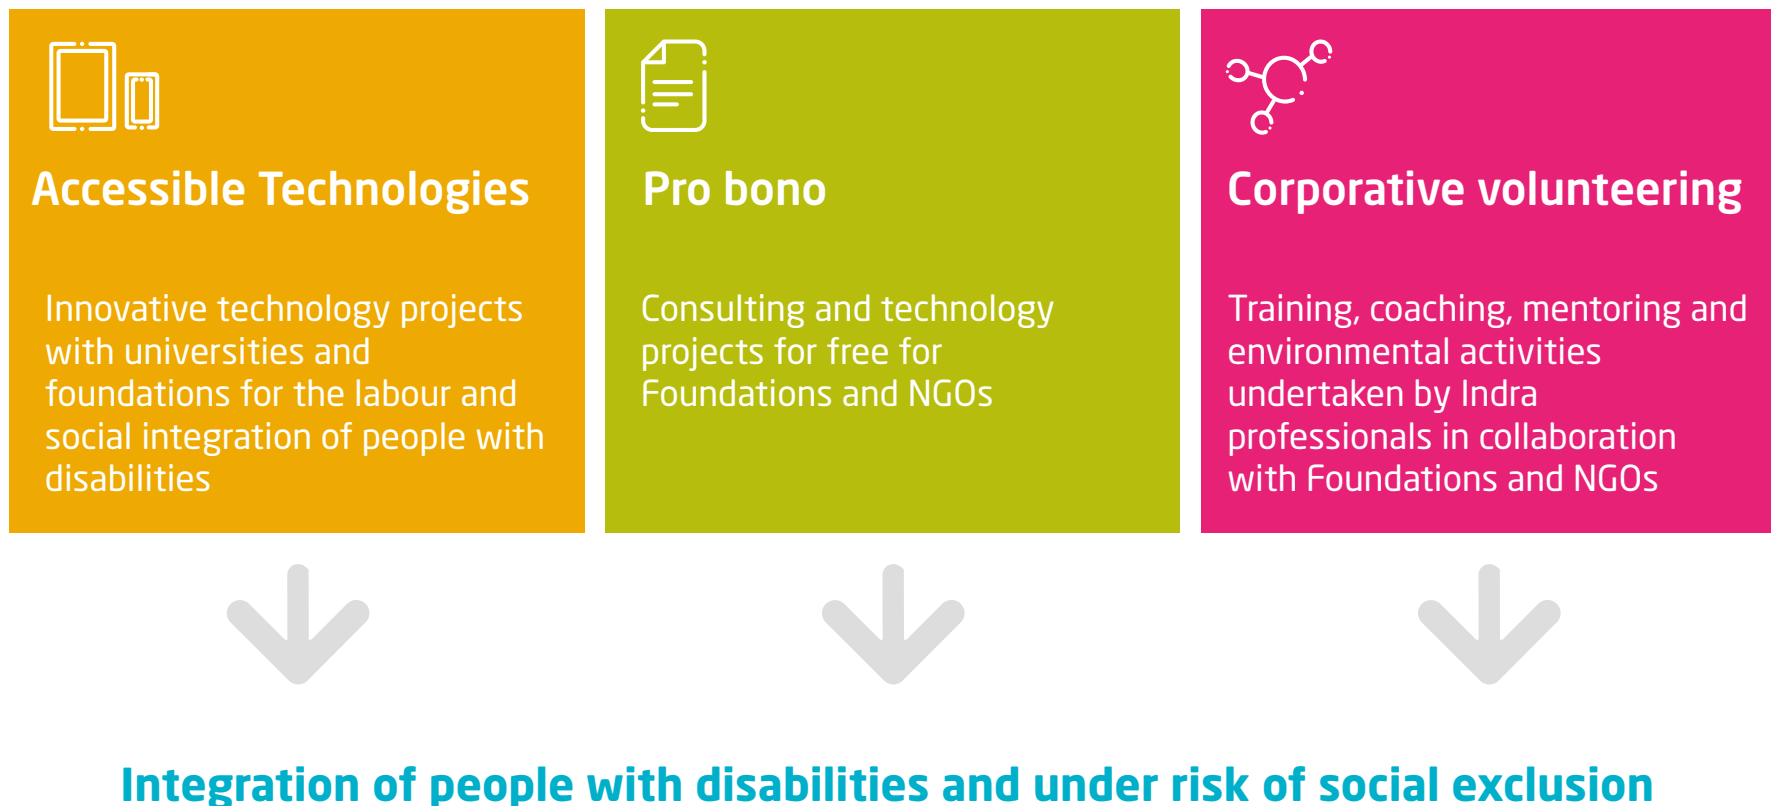 Accessible Technologies
Innovative technology projects
with universities and
foundations for the labour and
social integration of people with
disabilities
Pro bono
Consulting and technology
projects for free for
Foundations and NGOs
Corporative volunteering
Training, coaching, mentoring and
environmental activities
undertaken by Indra
professionals in collaboration
with Foundations and NGOs
Integration of people with disabilities and under risk of social exclusion